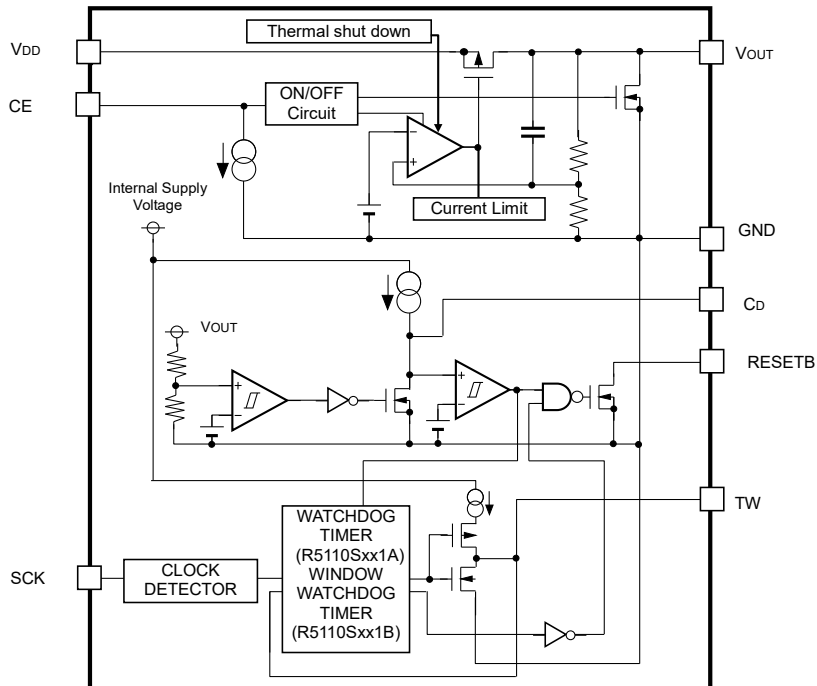 Thermal shut down
VDD
VOUT
CE
ON/OFF
Circuit
−
+
Internal Supply
Voltage
Current Limit
GND
CD
VOUT
RESETB
+
−
+
−
TW
WATCHDOG
TIMER
(R5110Sxx1A)
WINDOW
WATCHDOG
TIMER
(R5110Sxx1B)
SCK
CLOCK
DETECTOR